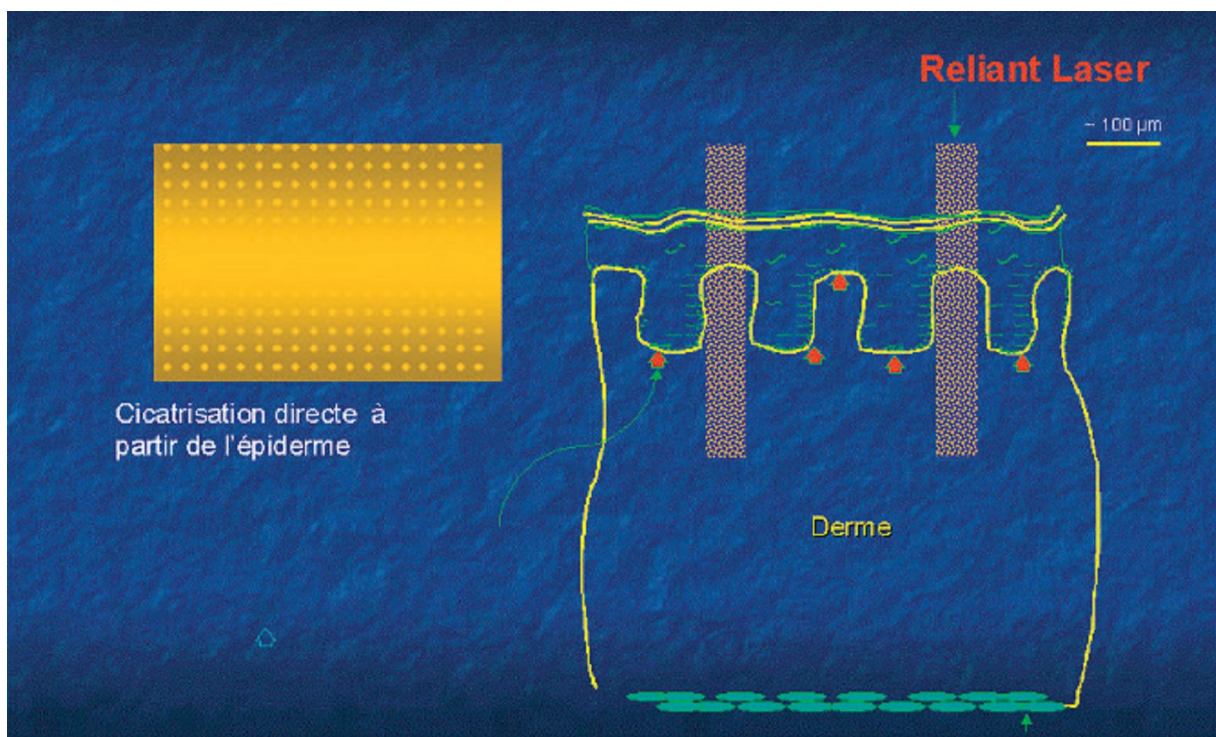 Reliant Laser
~ 100 µm
Cicatrisation directe à
partir de l'épiderme
Derme